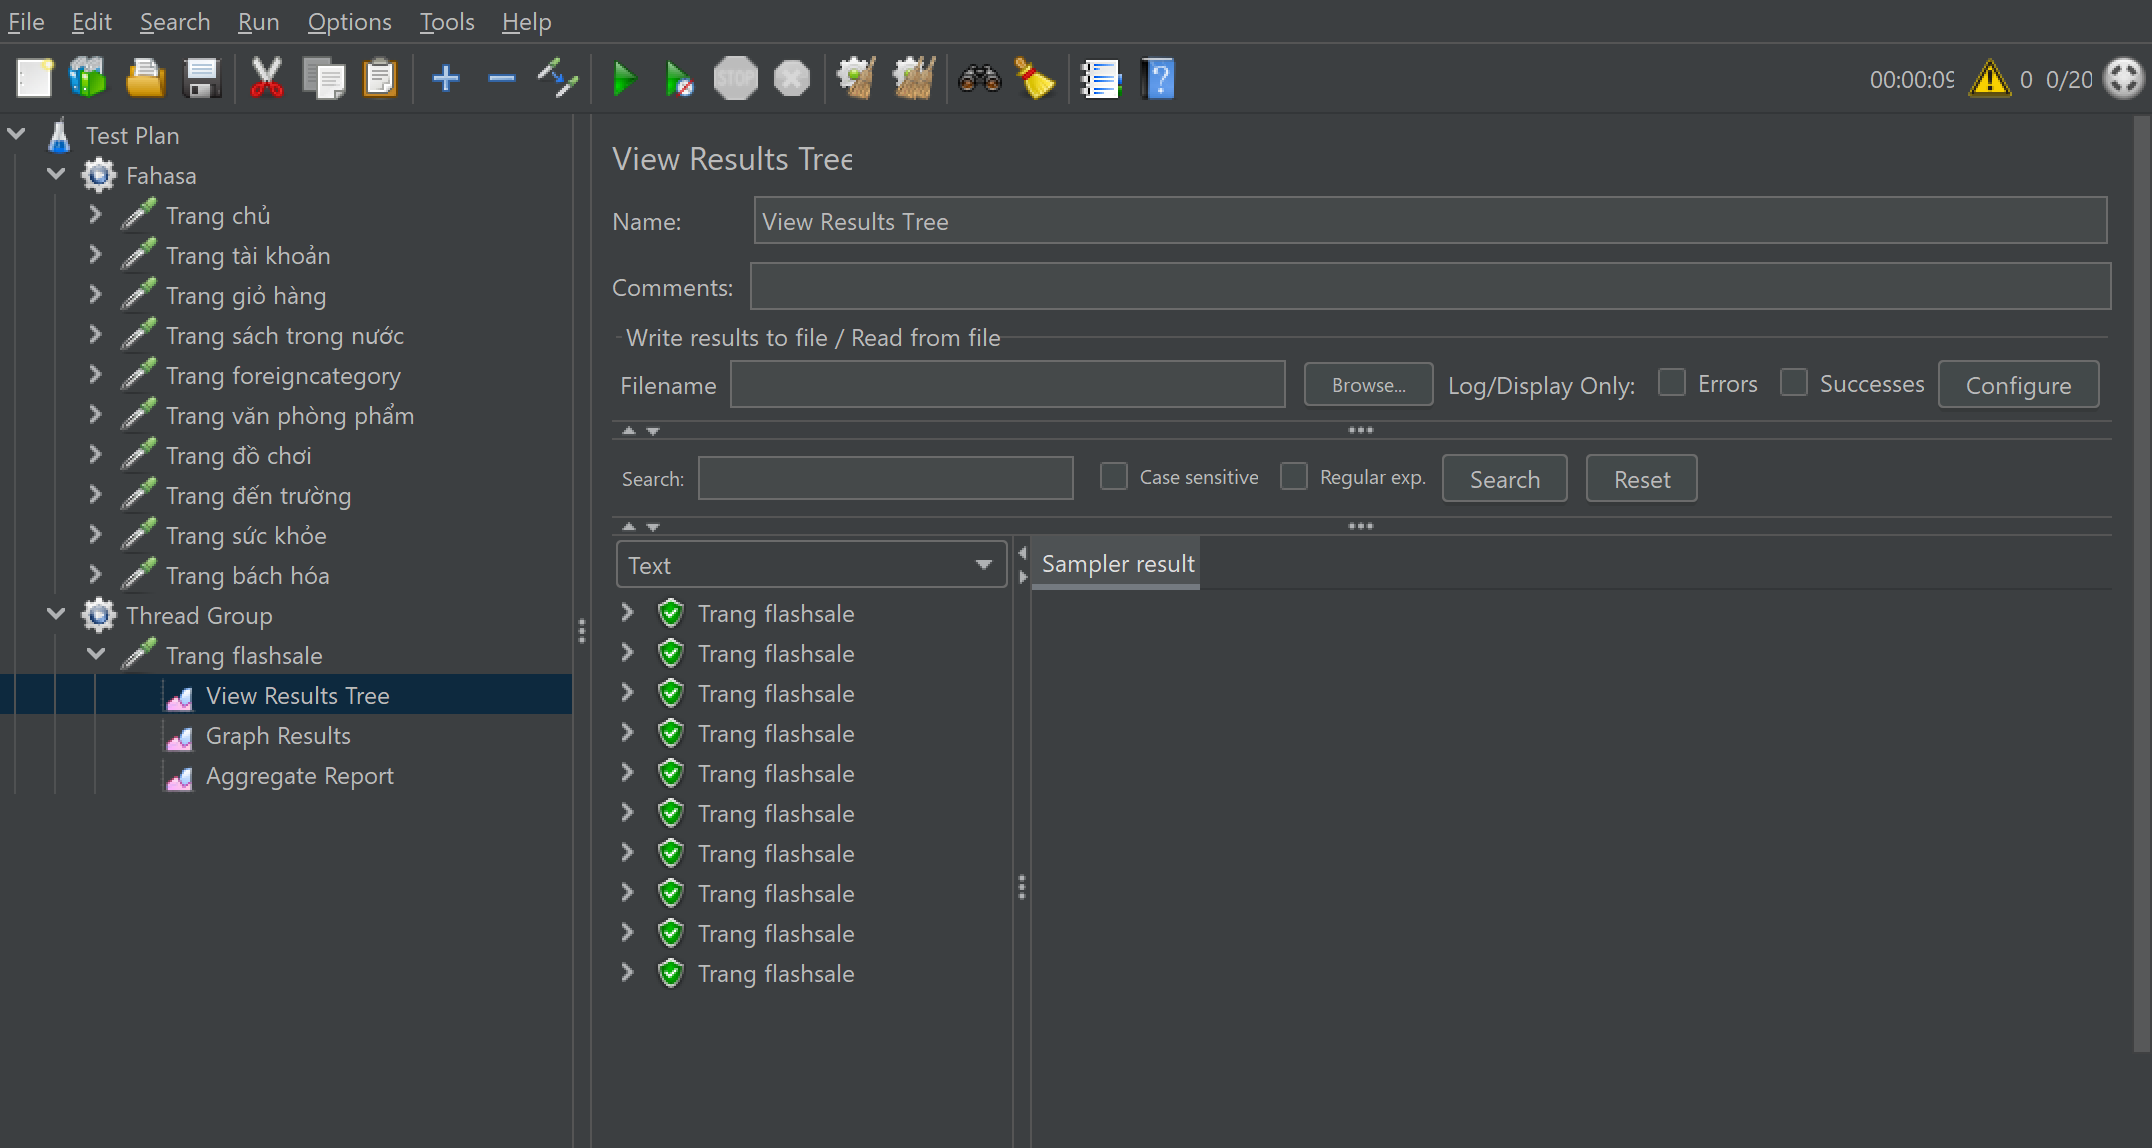 File Edit Search Run Options Tools Help
STOP
00:00:09 0 0/20
Test Plan
Fahasa
Trang chủ
Trang tài khoản
Trang giỏ hàng
Trang sách trong nước
Trang foreigncategory
Trang văn phòng phẩm
Trang đồ chơi
Trang đến trường
Trang sức khỏe
Trang bách hóa
Thread Group
Trang flashsale
View Results Tree
Graph Results
Aggregate Report
View Results Tree
Name: View Results Tree
Comments:
Write results to file / Read from file
Filename Browse... Log/Display Only: Errors Successes Configure
Search: Case sensitive Regular exp. Search Reset
Text
Sampler result
Trang flashsale
Trang flashsale
Trang flashsale
Trang flashsale
Trang flashsale
Trang flashsale
Trang flashsale
Trang flashsale
Trang flashsale
Trang flashsale